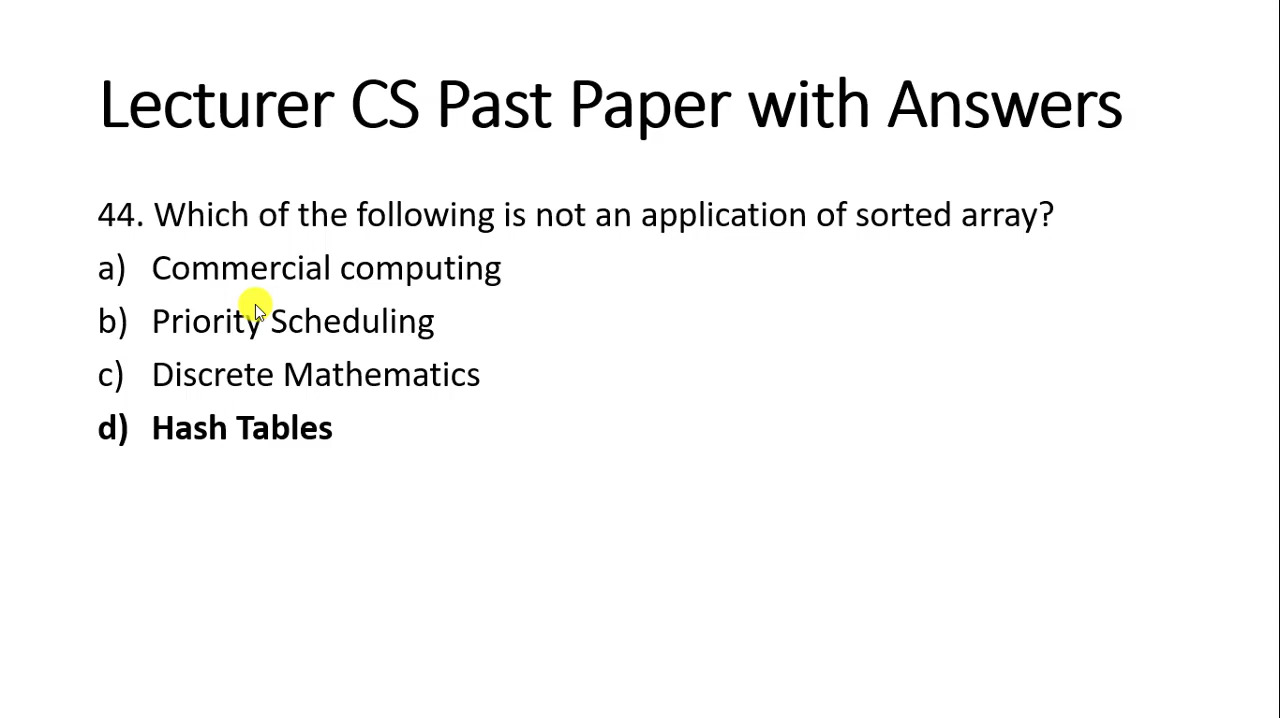 Lecturer CS Past Paper with Answers
44. Which of the following is not an application of sorted array?
a) Commercial computing
b) Priority Scheduling
c) Discrete Mathematics
d) Hash Tables